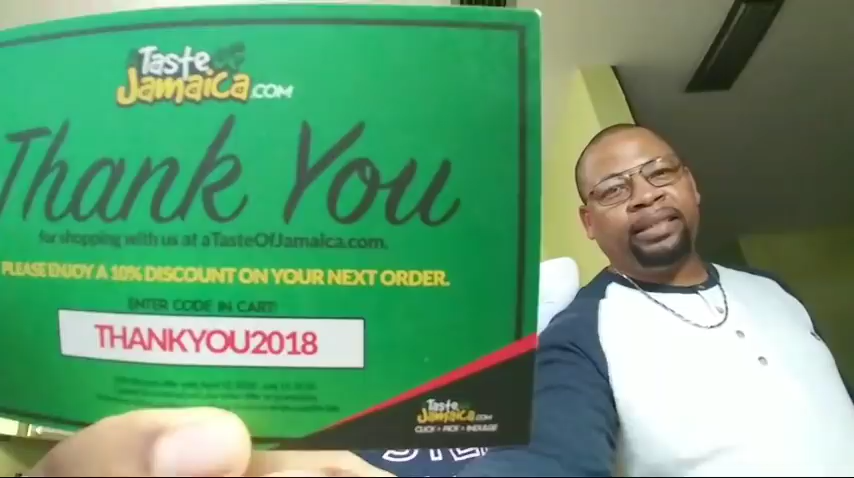 Taste OF
Jamaica.COM
Thank You
for shopping with us at aTasteOfJamaica.com.
PLEASE ENJOY A 10% DISCOUNT ON YOUR NEXT ORDER.
ENTER CODE IN CART:
THANKYOU2018
Taste OF
Jamaica.COM
CLICK • PICK • INDULGE